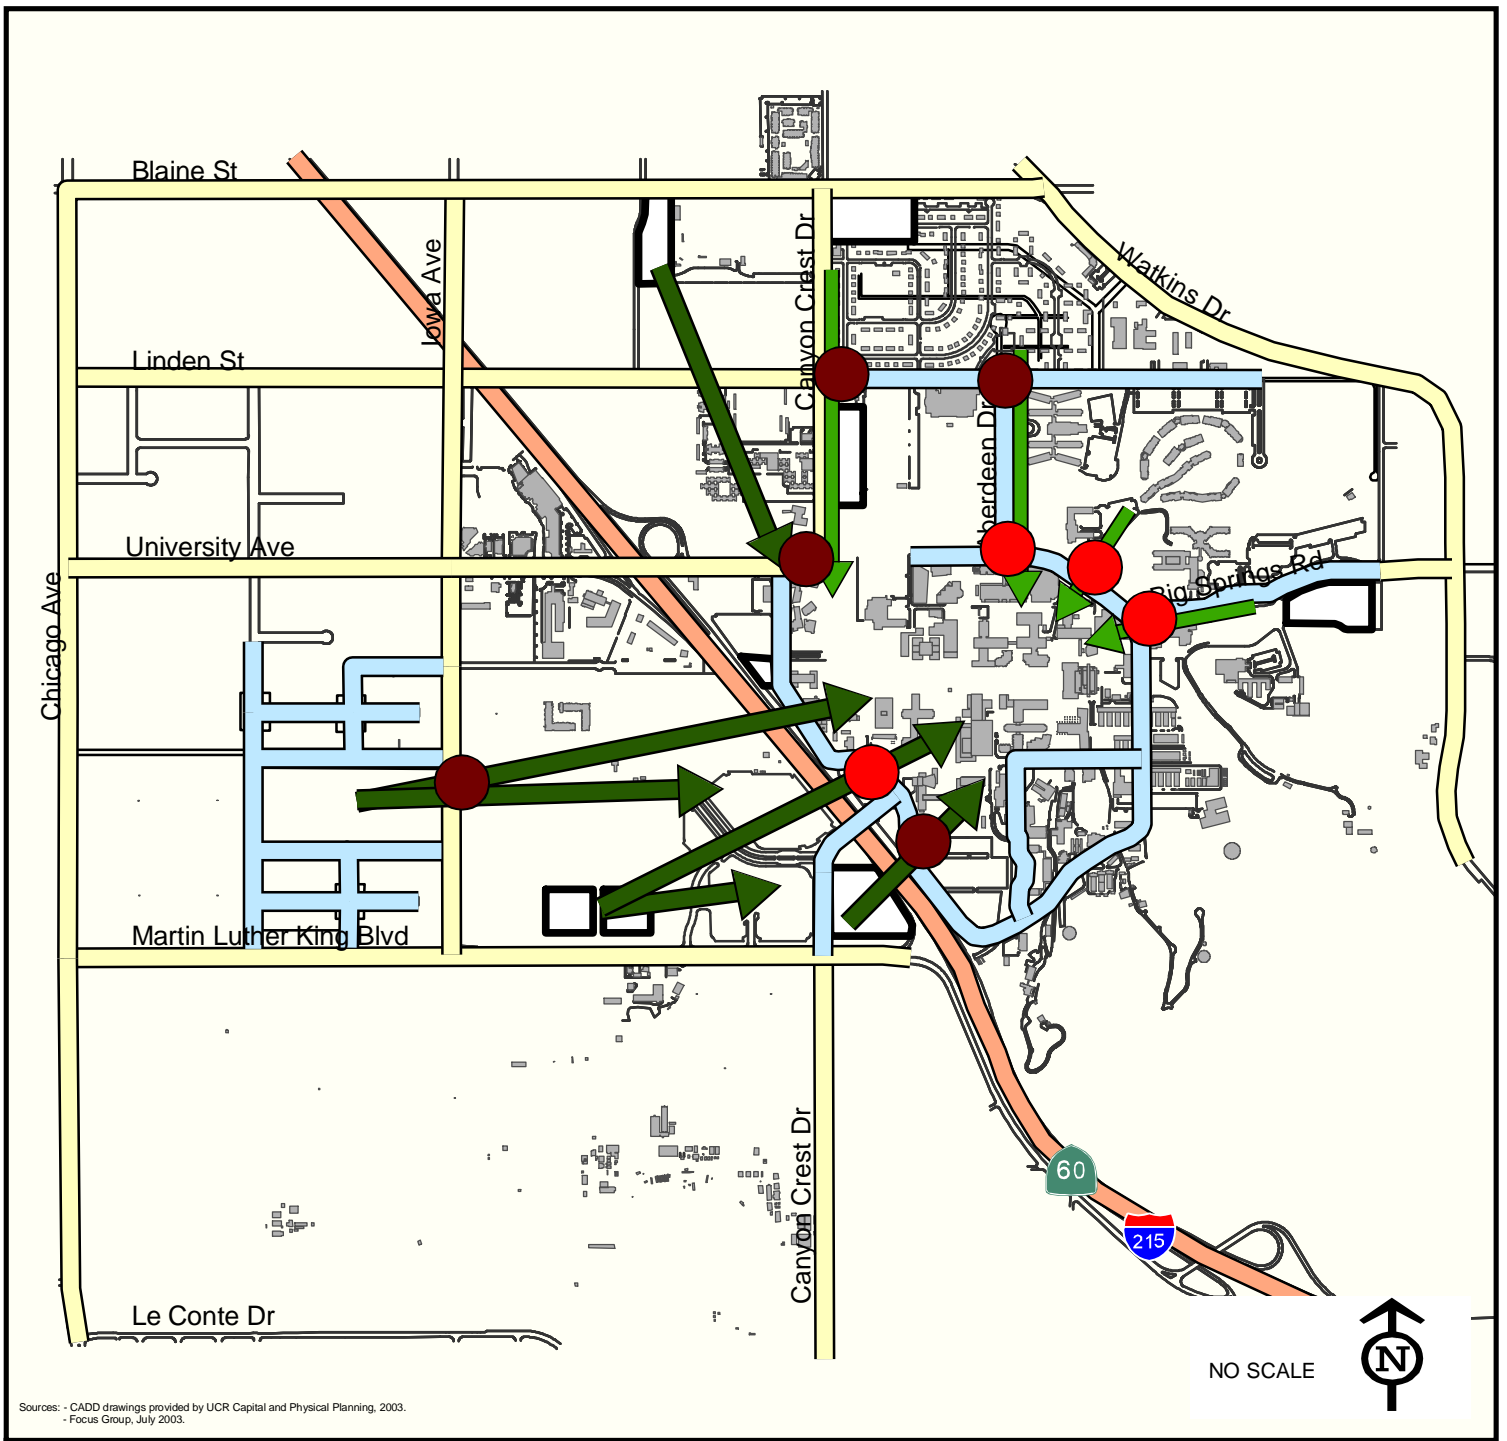 Blaine St
Iowa Ave
Canyon Crest Dr
Watkins Dr
Linden St
Aberdeen Dr
University Ave
Big Springs Rd
Chicago Ave
Martin Luther King Blvd
Canyon Crest Dr
60
215
Le Conte Dr
NO SCALE
N
Sources: - CADD drawings provided by UCR Capital and Physical Planning, 2003.
- Focus Group, July 2003.